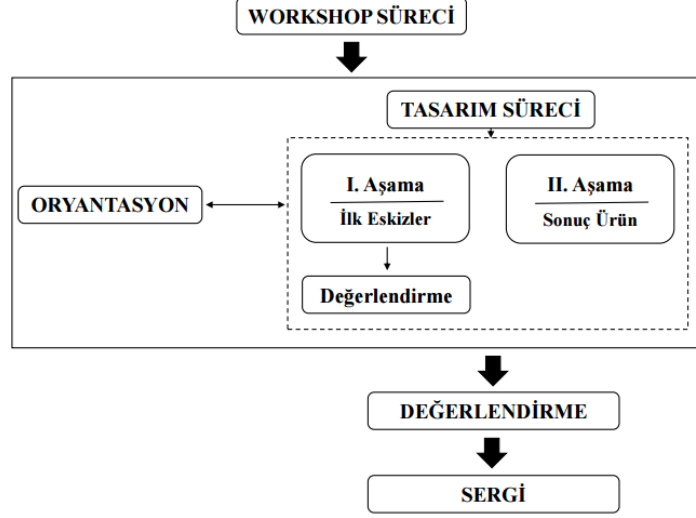 WORKSHOP SÜRECİ
TASARIM SÜRECİ
ORYANTASYON
I. Aşama
İlk Eskizler
II. Aşama
Sonuç Ürün
Değerlendirme
DEĞERLENDİRME
SERGİ